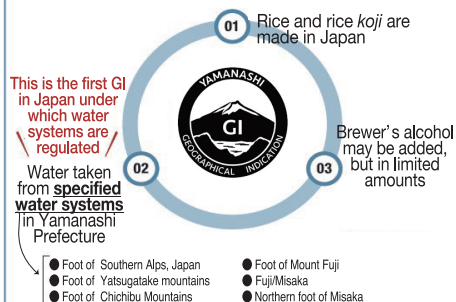 01
Rice and rice koji are
made in Japan
This is the first GI
in Japan under
which water
systems are
regulated
YAMANASHI
GI
GEOGRAPHICAL INDICATION
02
Water taken
from specified
water systems
in Yamanashi
Prefecture
03
Brewer's alcohol
may be added,
but in limited
amounts
● Foot of Southern Alps, Japan
● Foot of Yatsugatake mountains
● Foot of Chichibu Mountains
● Foot of Mount Fuji
● Fuji/Misaka
● Northern foot of Misaka